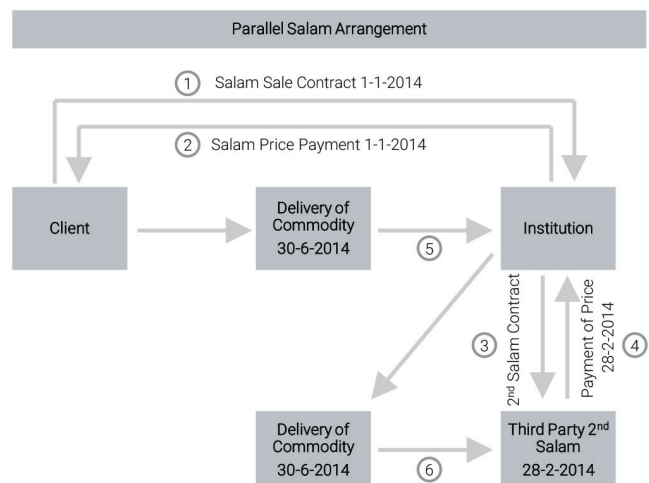 Parallel Salam Arrangement
1 Salam Sale Contract 1-1-2014
2 Salam Price Payment 1-1-2014
Client
Delivery of
Commodity
30-6-2014
5
Institution
3
2nd Salam Contract
Payment of Price
28-2-2014
4
Delivery of
Commodity
30-6-2014
6
Third Party 2nd
Salam
28-2-2014